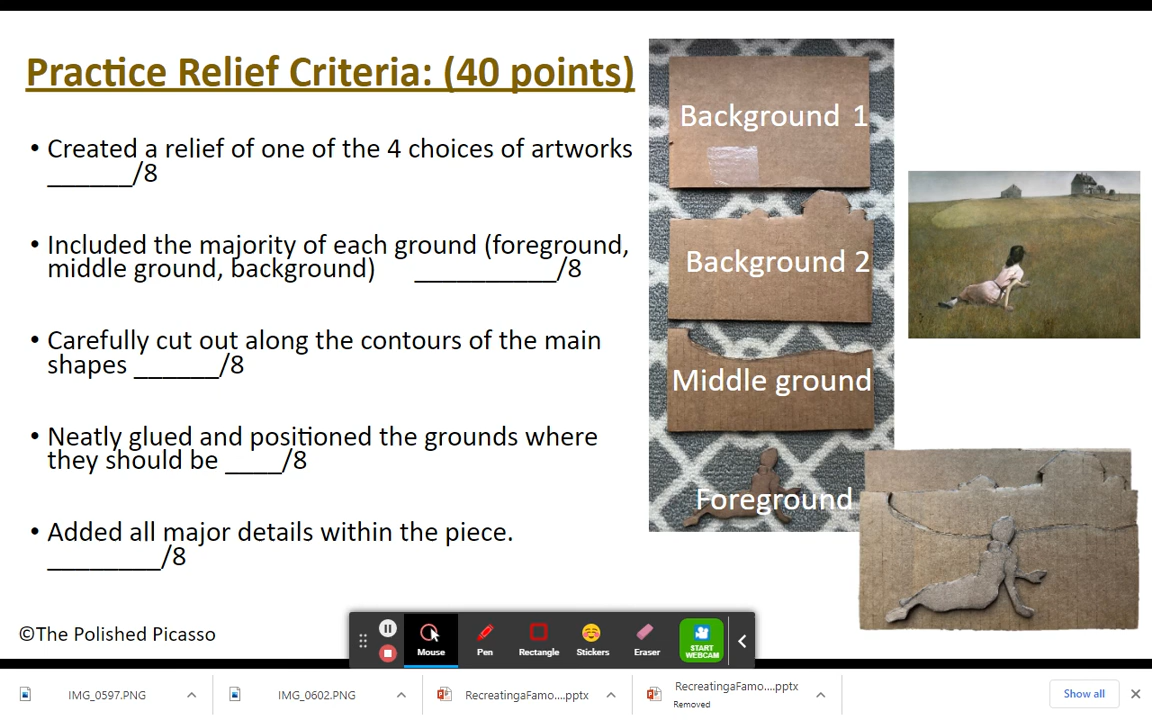 Practice Relief Criteria: (40 points)
• Created a relief of one of the 4 choices of artworks
______/8
• Included the majority of each ground (foreground,
middle ground, background) __________/8
• Carefully cut out along the contours of the main
shapes ______/8
• Neatly glued and positioned the grounds where
they should be ____/8
• Added all major details within the piece.
________/8
©The Polished Picasso
Background 1
Background 2
Middle ground
Foreground
Mouse
Pen
Rectangle
Stickers
Eraser
START
WEBCAM
IMG_0597.PNG
IMG_0602.PNG
RecreatingaFamo....pptx
RecreatingaFamo....pptx
Removed
Show all